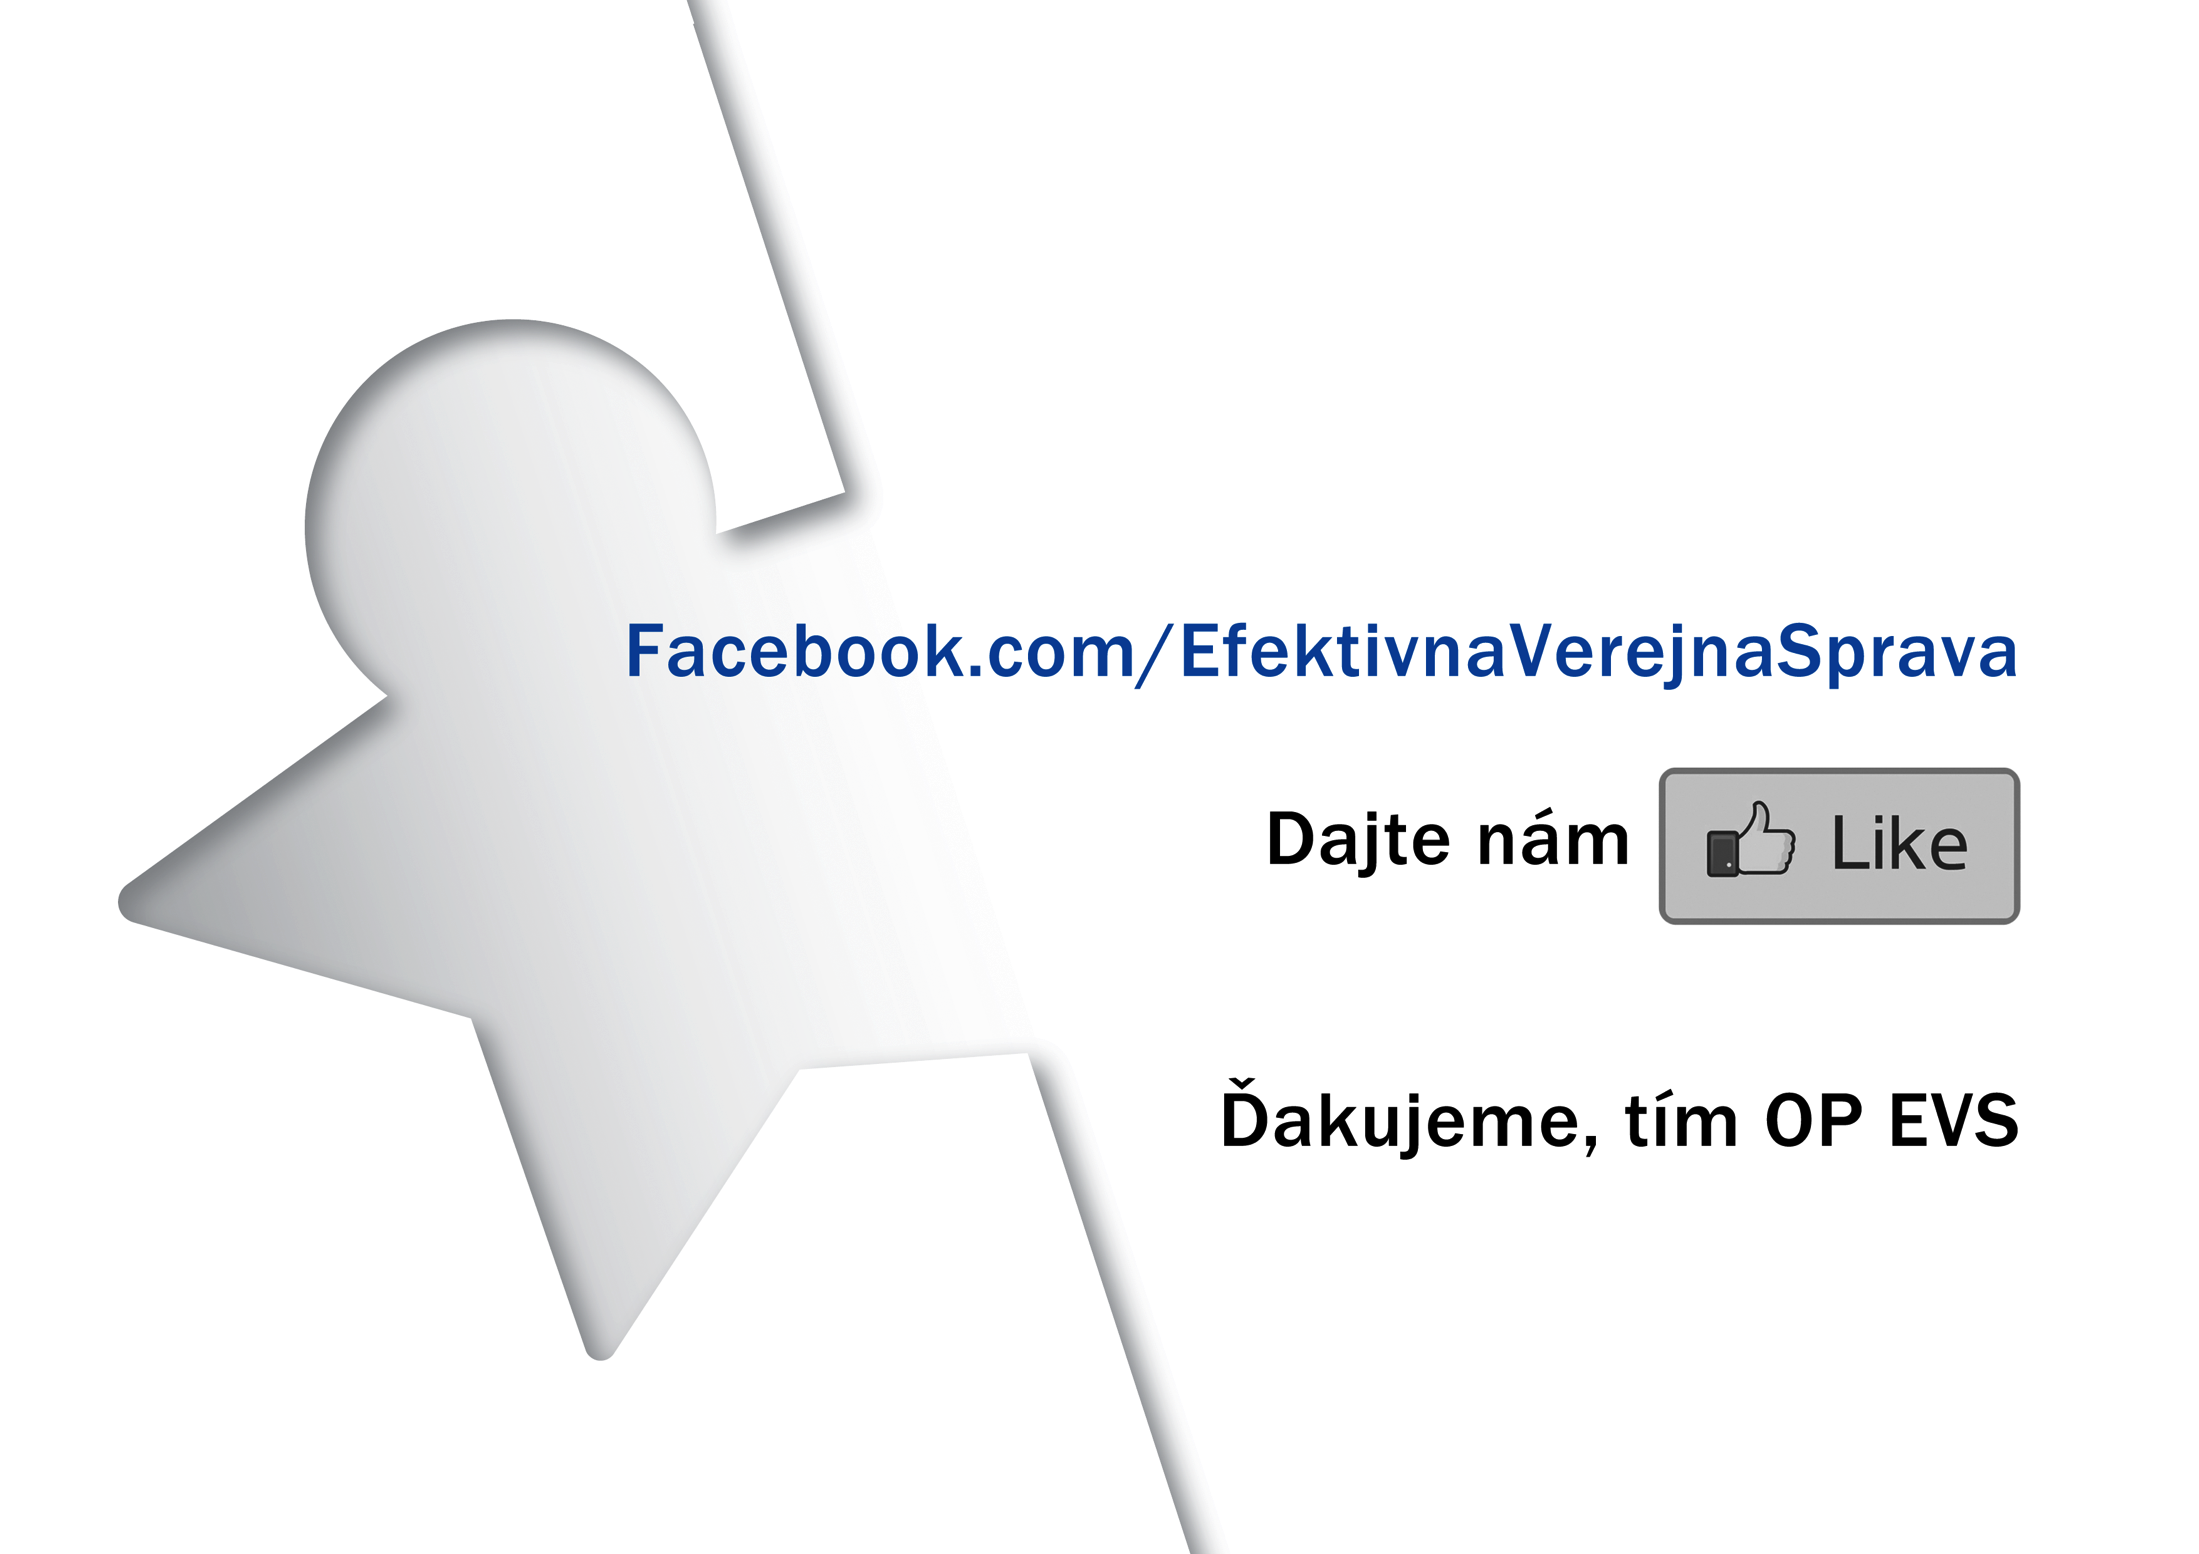 Facebook.com/EfektivnaVerejnaSprava
Dajte nám Like
Ďakujeme, tím OP EVS